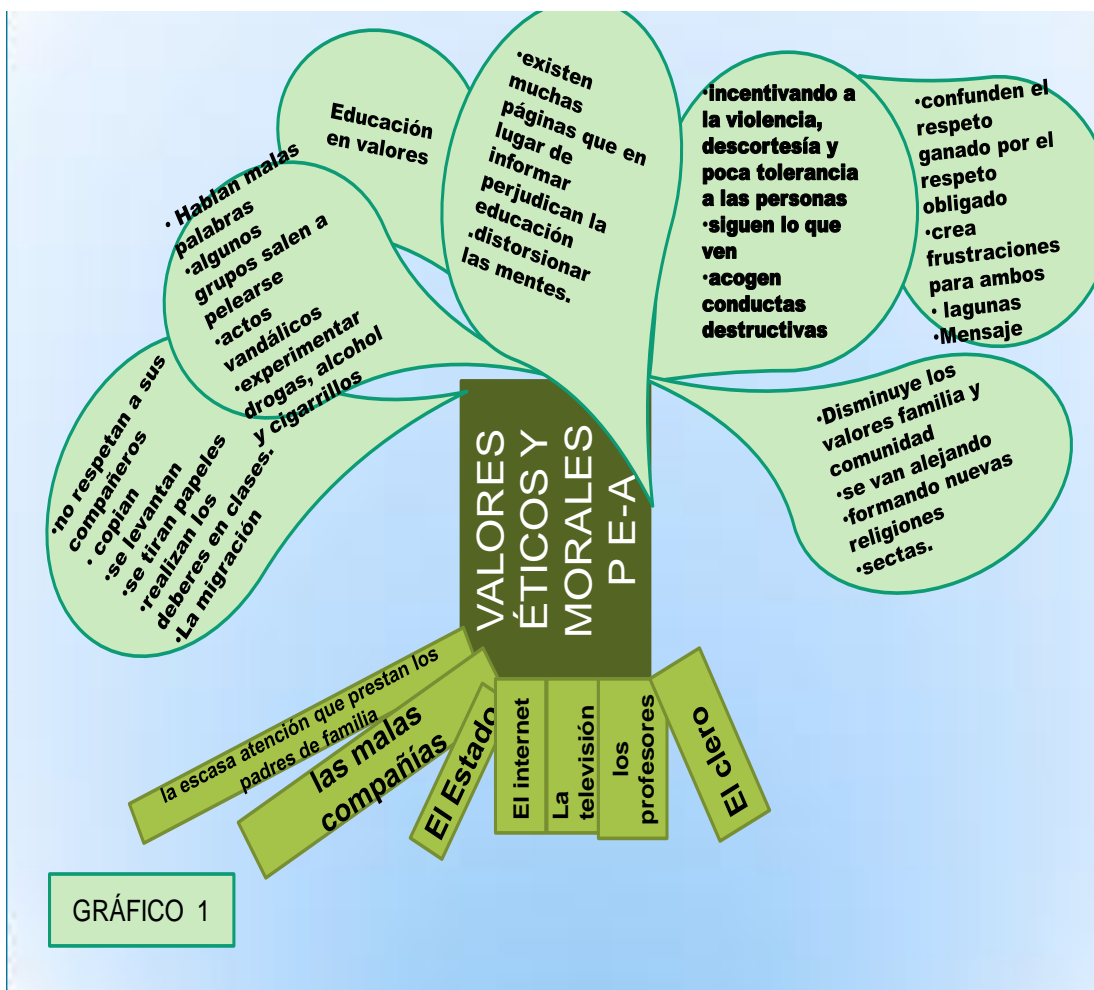 Educación
en valores
•existen
muchas
páginas que en
lugar de
informar
perjudican la
educación
.distorsionar
las mentes.
•incentivando a
la violencia,
descortesía y
poca tolerancia
a las personas
•siguen lo que
ven
•acogen
conductas
destructivas
•confunden el
respeto
ganado por el
respeto
obligado
•crea
frustraciones
para ambos
• lagunas
•Mensaje
• Hablan malas
palabras
•algunos
grupos salen a
pelearse
•actos
vandálicos
•experimentar
drogas, alcohol
y cigarrillos
•no respetan a sus
compañeros
• copian
•se levantan
•se tiran papeles
•realizan los
deberes en clases.
•La migración
•Disminuye los
valores familia y
comunidad
•se van alejando
•formando nuevas
religiones
•sectas.
VALORES
ÉTICOS Y
MORALES
P E-A
la escasa atención que prestan los
padres de familia
las malas
compañías
El Estado
El internet
La
televisión
los
profesores
El clero
GRÁFICO 1